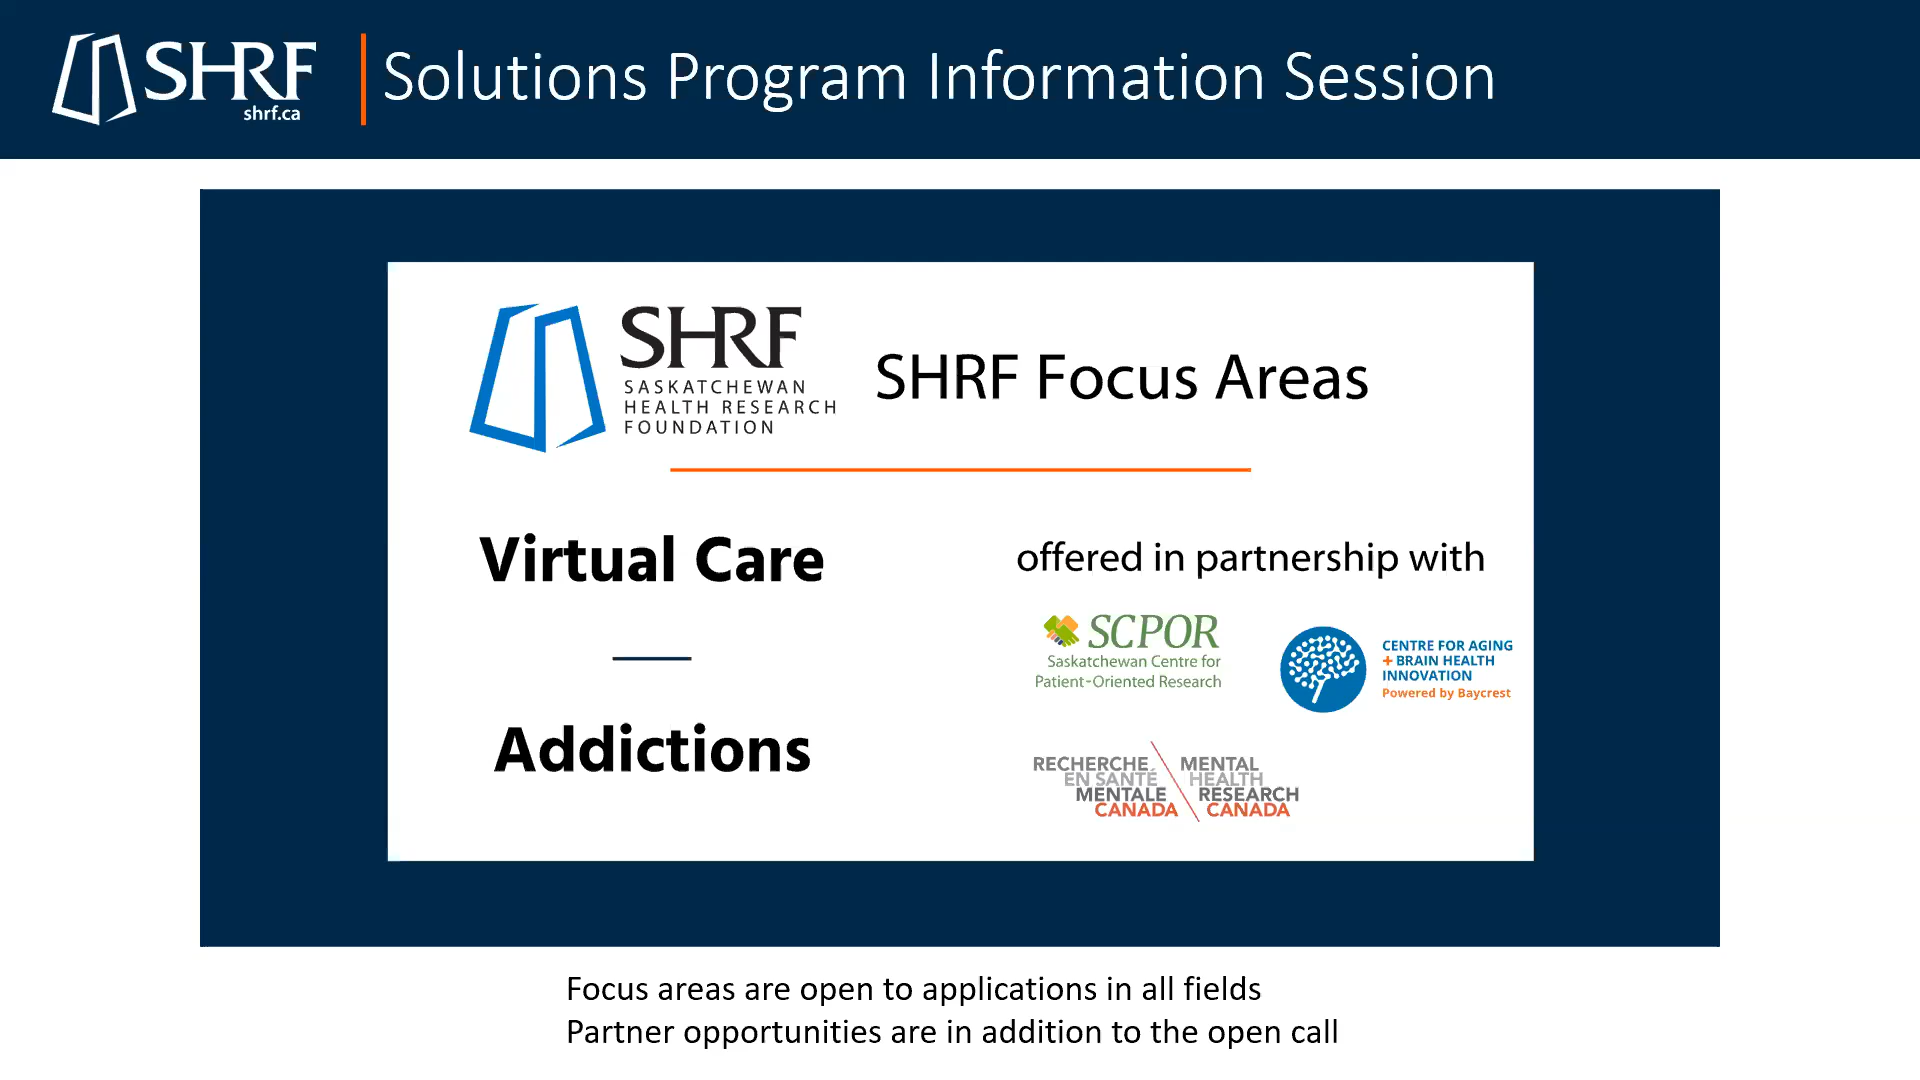 SHRF
shrf.ca
Solutions Program Information Session
SHRF
SASKATCHEWAN
HEALTH RESEARCH
FOUNDATION
SHRF Focus Areas
Virtual Care
Addictions
offered in partnership with
SCPOR
Saskatchewan Centre for
Patient-Oriented Research
CENTRE FOR AGING
+ BRAIN HEALTH
INNOVATION
Powered by Baycrest
RECHERCHE
EN SANTÉ
MENTALE
CANADA
MENTAL
HEALTH
RESEARCH
CANADA
Focus areas are open to applications in all fields
Partner opportunities are in addition to the open call